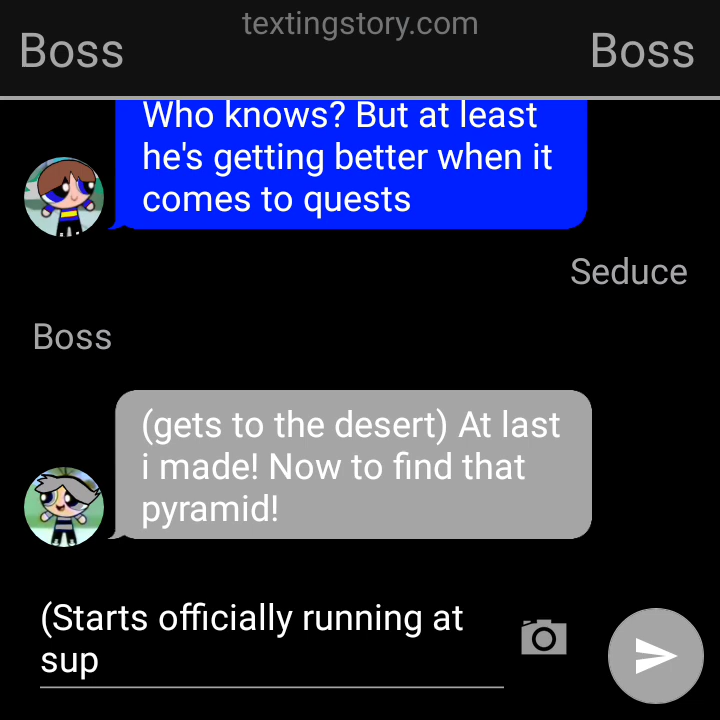 textingstory.com
Boss
Boss
Who knows? But at least
he's getting better when it
comes to quests
Seduce
Boss
(gets to the desert) At last
i made! Now to find that
pyramid!
(Starts officially running at
sup